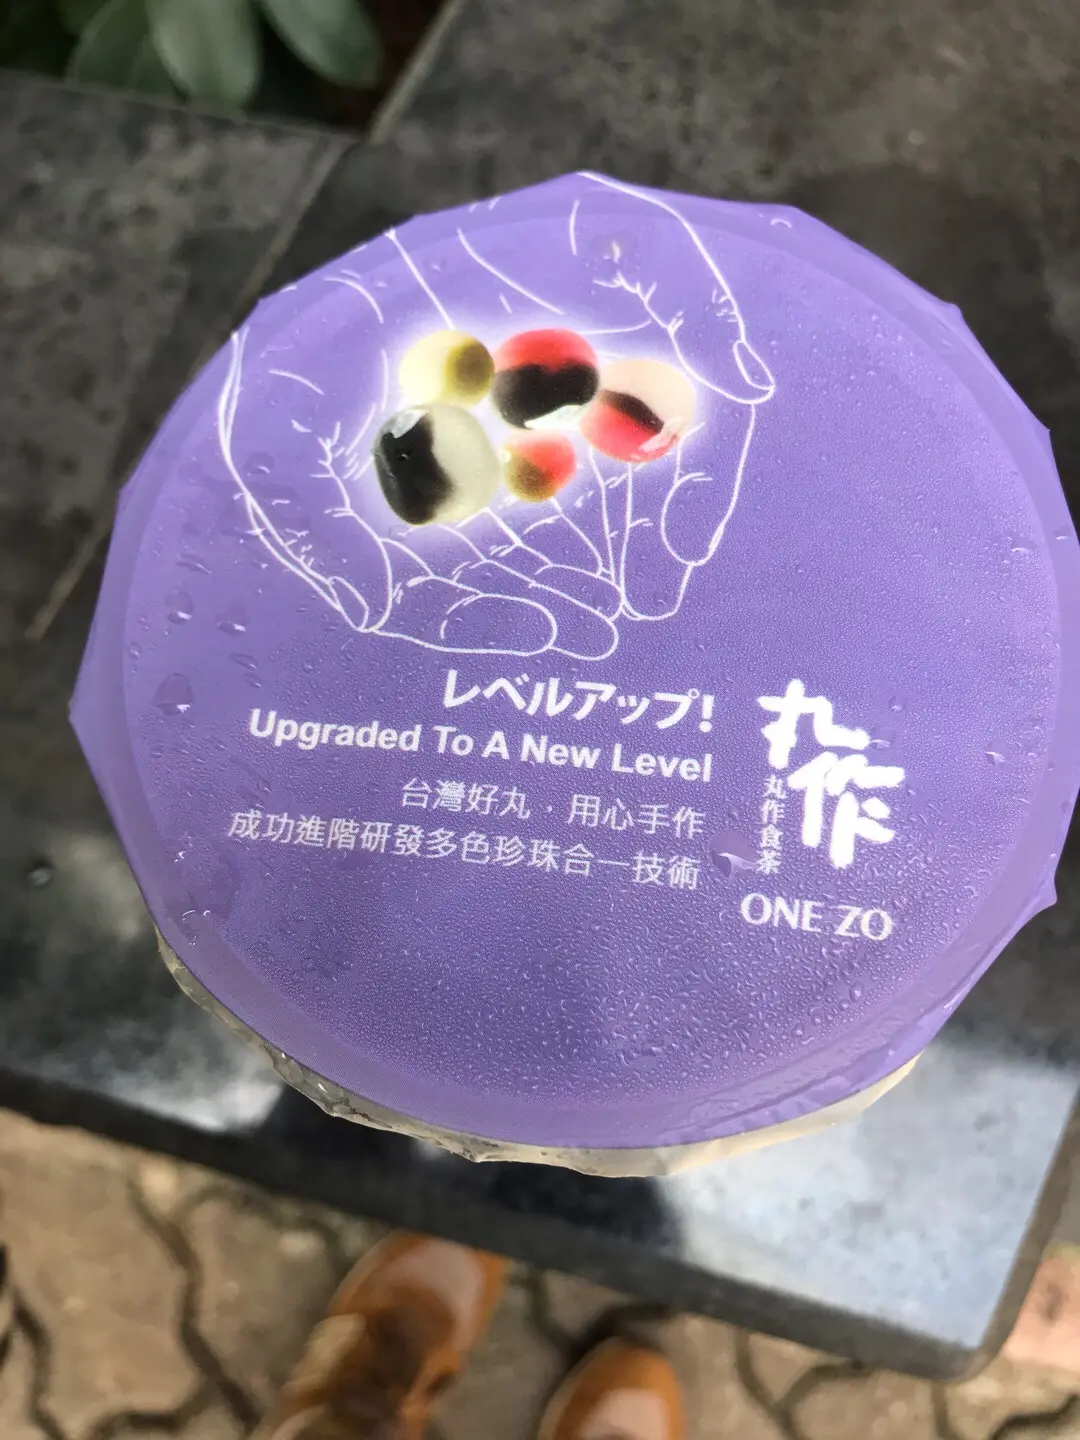 レベルアップ!
Upgraded To A New Level
台灣好丸．用心手作
成功進階研發多色珍珠合一技術
丸作
丸作食茶
ONE ZO